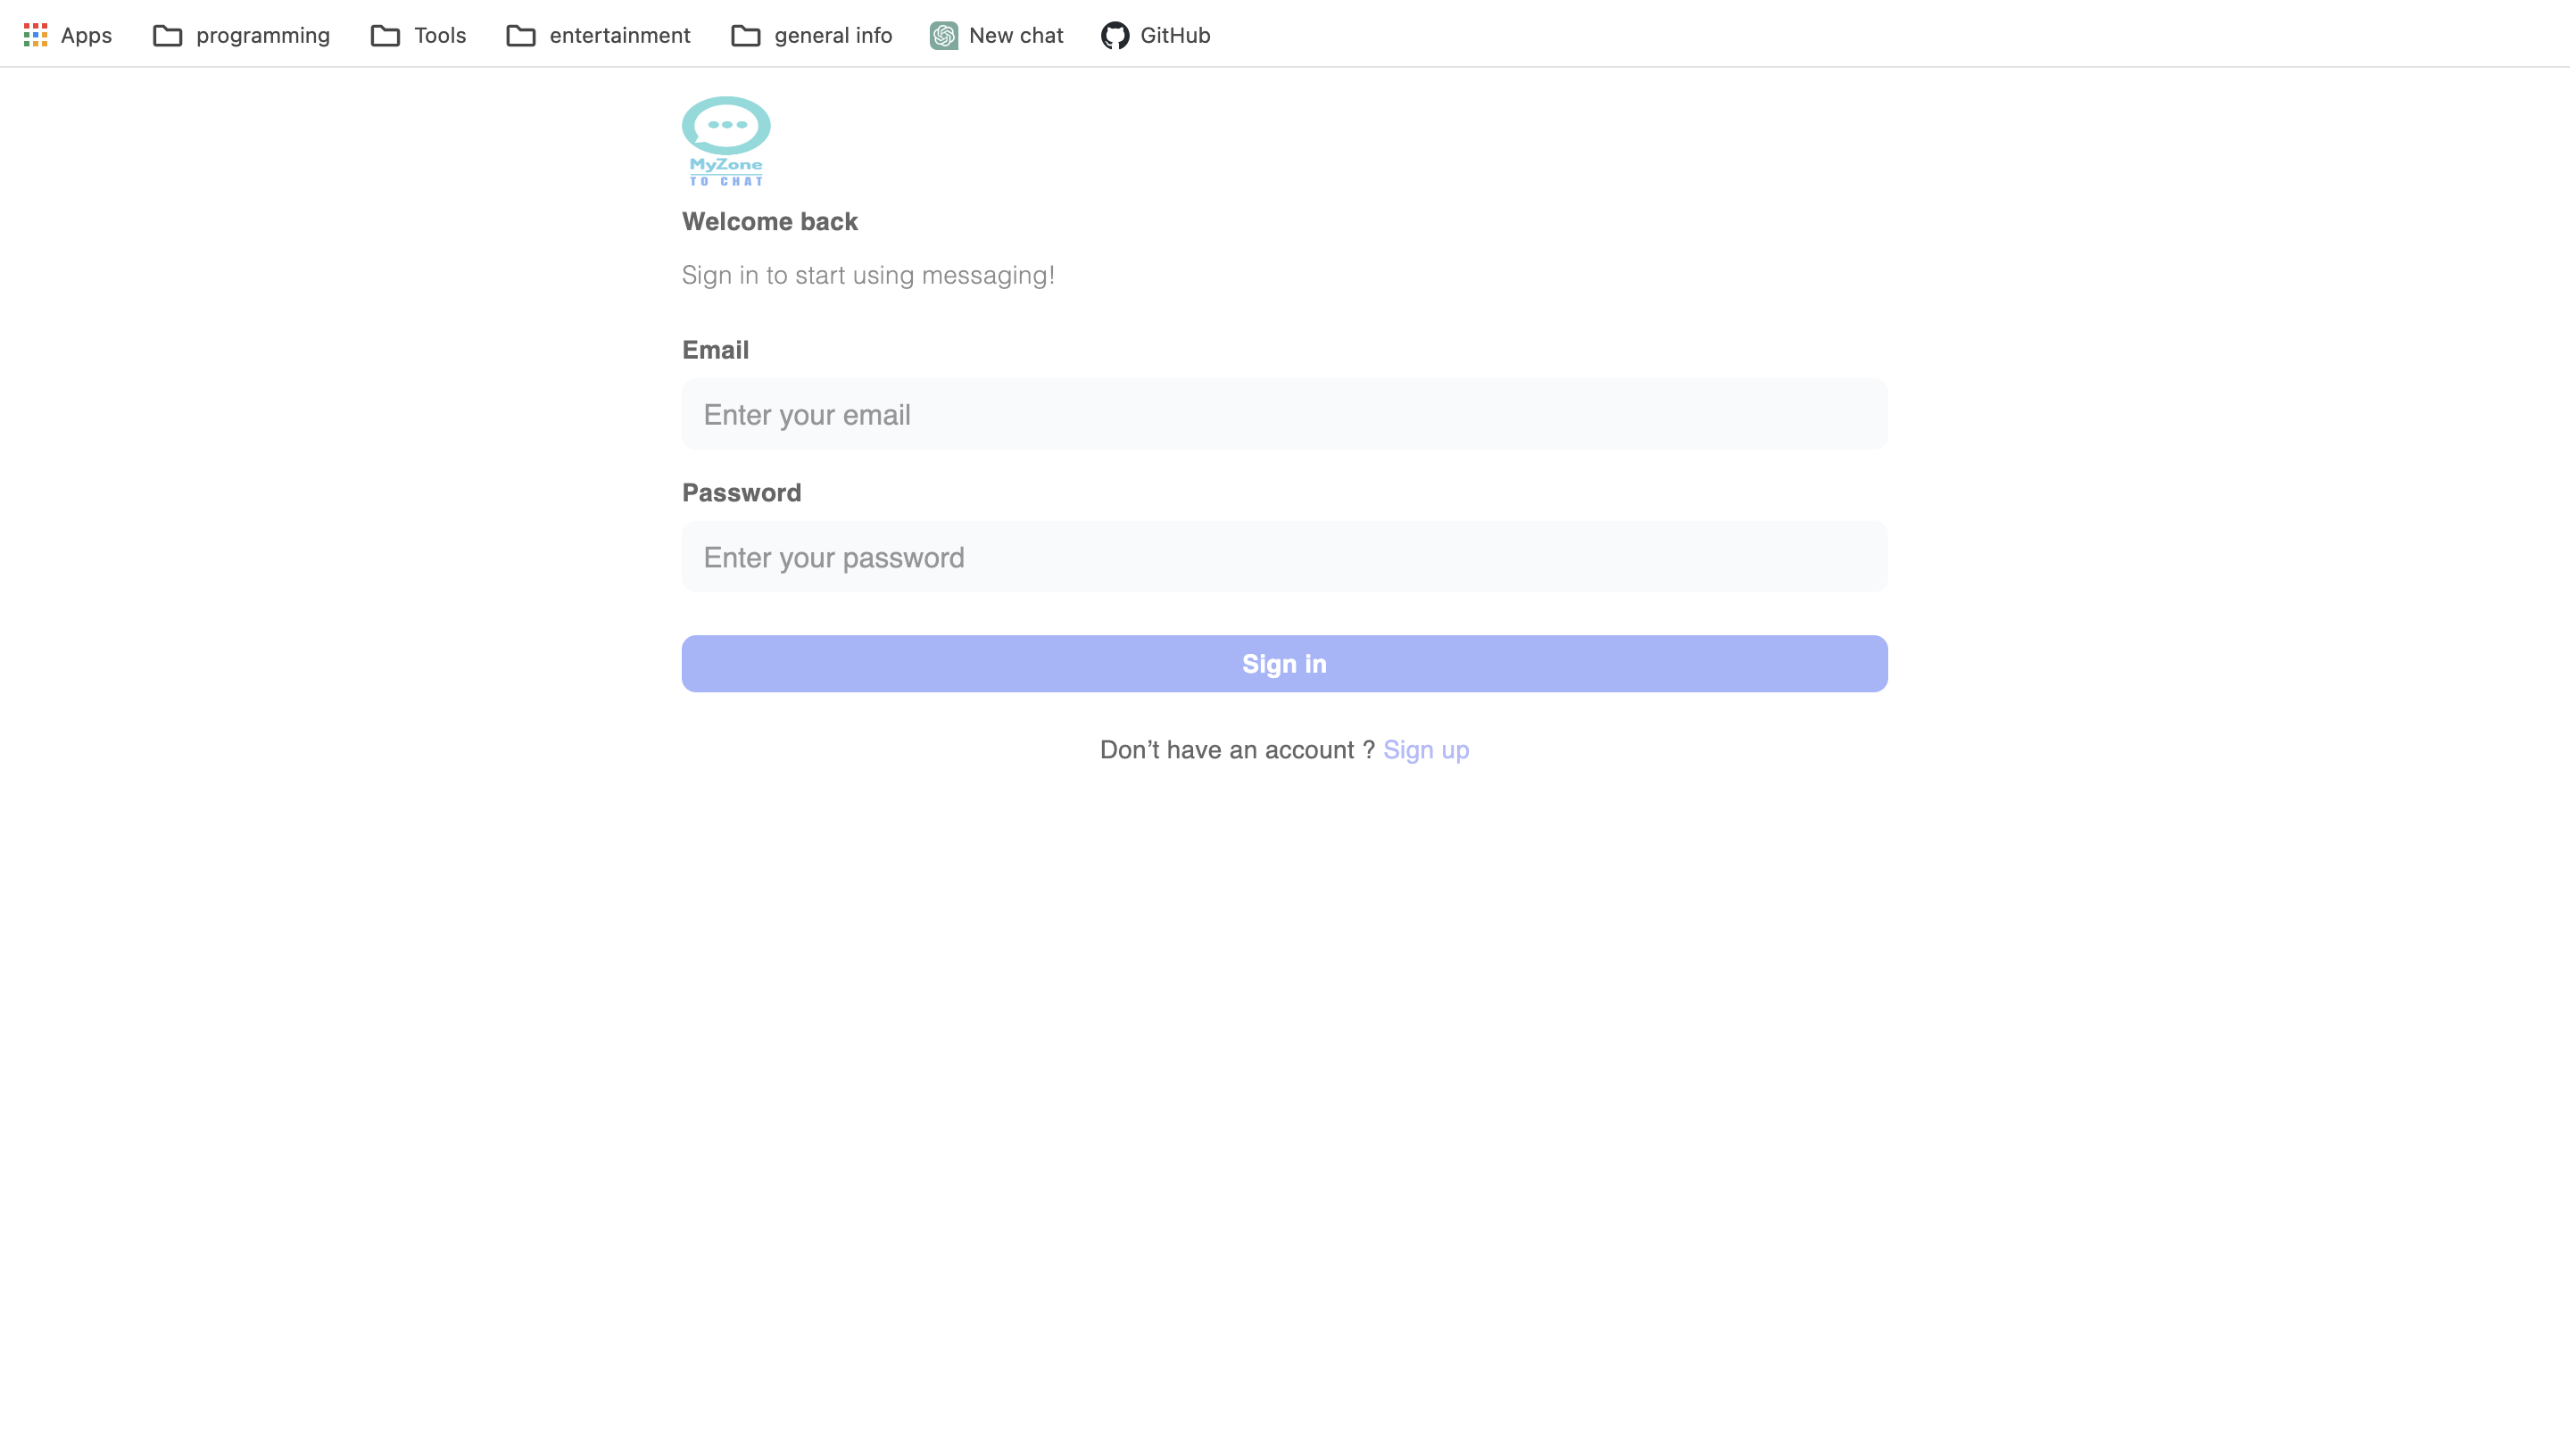 Apps programming Tools entertainment general info New chat GitHub
MyZone
TO CHAT
Welcome back
Sign in to start using messaging!
Email
Enter your email
Password
Enter your password
Sign in
Don’t have an account ? Sign up